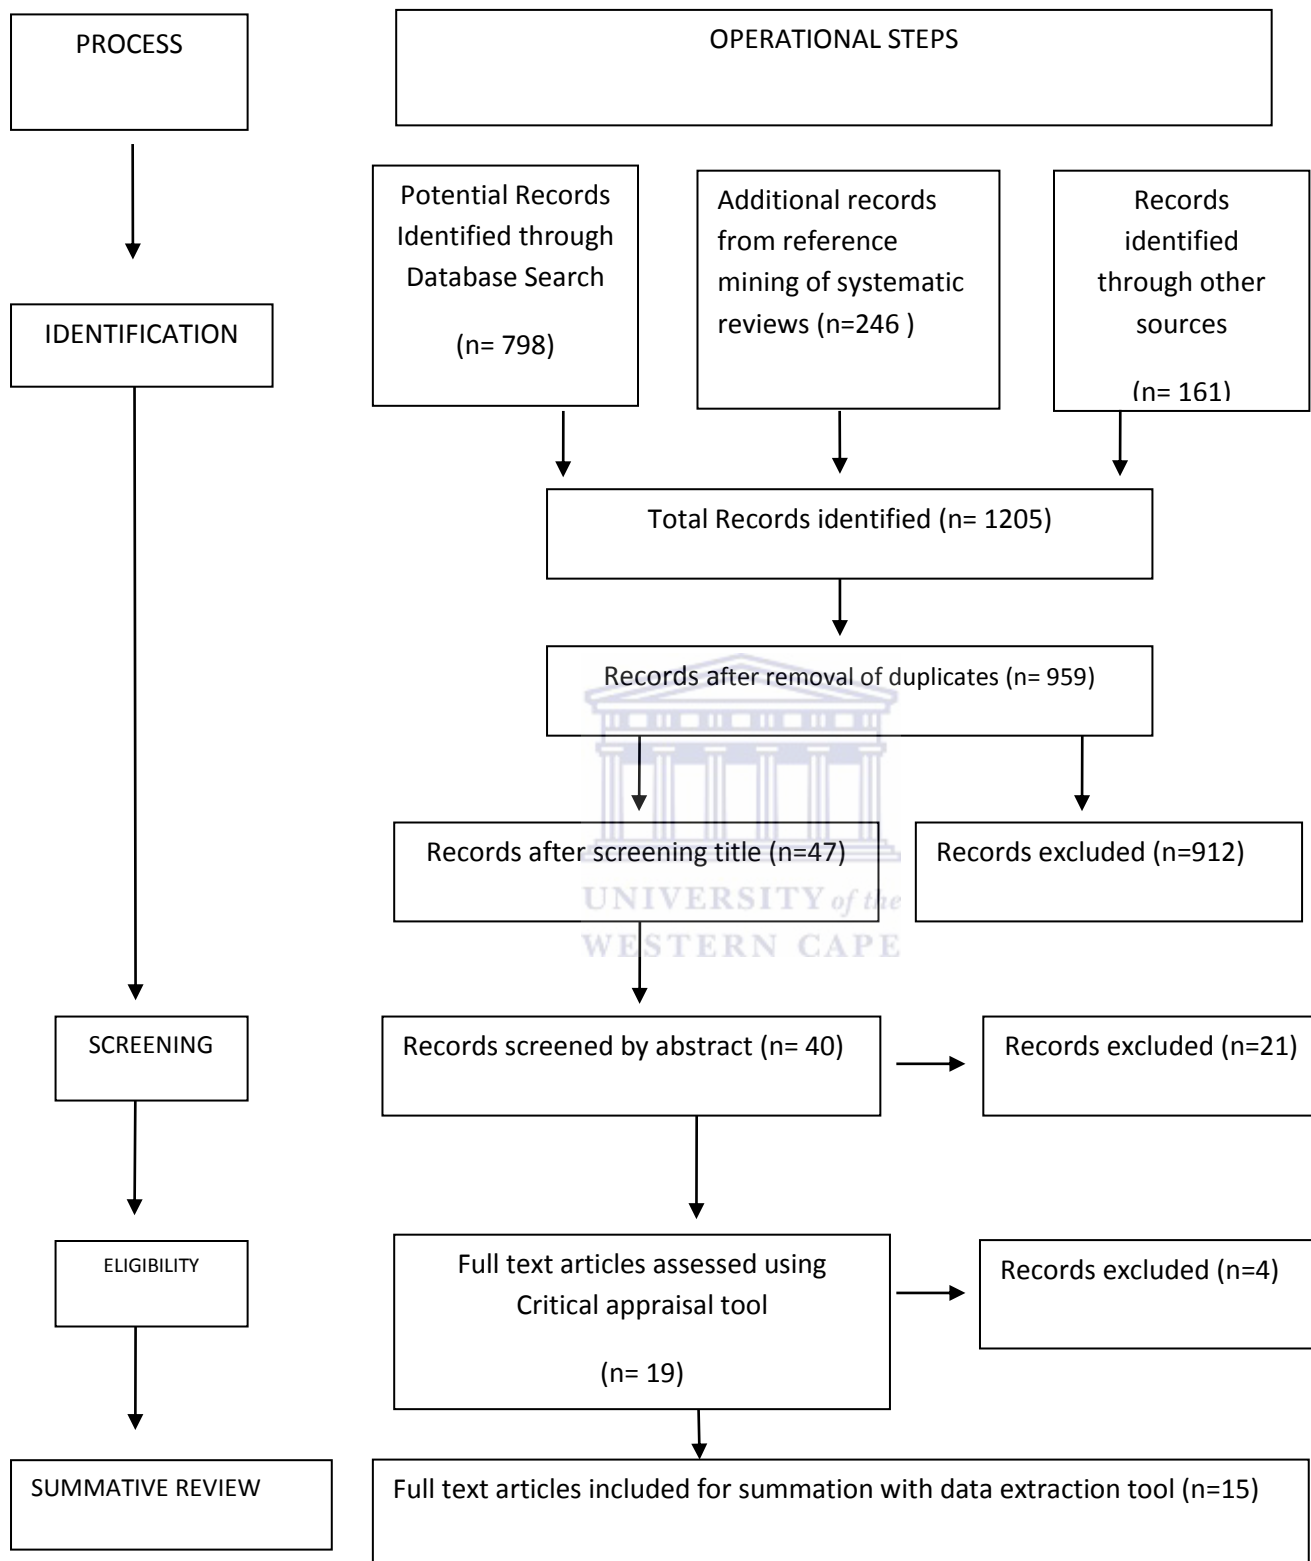 PROCESS
OPERATIONAL STEPS
Potential Records
Identified through
Database Search
(n= 798)
Additional records
from reference
mining of systematic
reviews (n=246 )
Records
identified
through other
sources
(n= 161)
IDENTIFICATION
Total Records identified (n= 1205)
Records after removal of duplicates (n= 959)
Records after screening title (n=47)
Records excluded (n=912)
UNIVERSITY of the
WESTERN CAPE
SCREENING
Records screened by abstract (n= 40)
Records excluded (n=21)
ELIGIBILITY
Full text articles assessed using
Critical appraisal tool
(n= 19)
Records excluded (n=4)
SUMMATIVE REVIEW
Full text articles included for summation with data extraction tool (n=15)